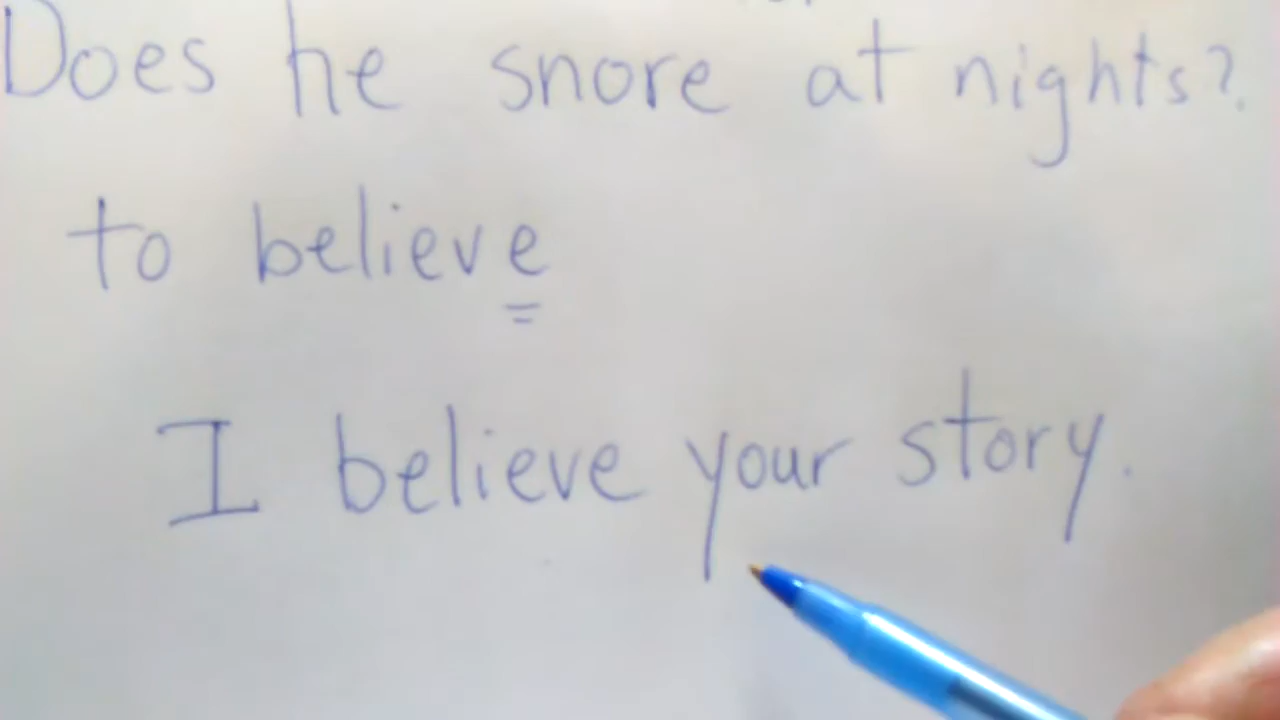 Does he snore at nights?
to believe
I believe your story.